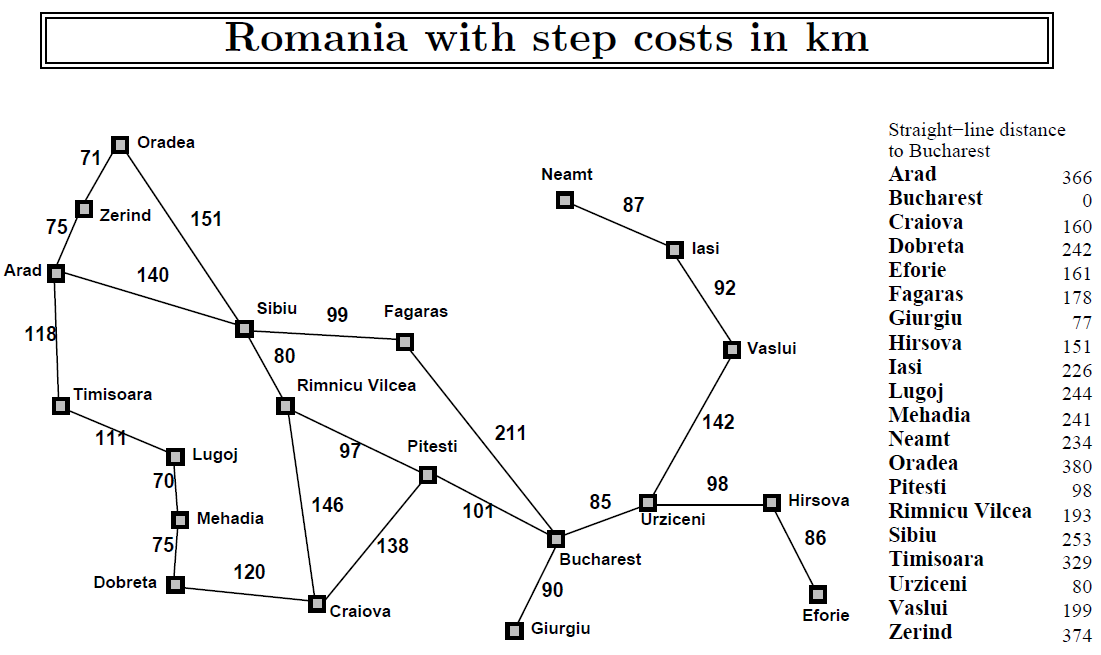 Romania with step costs in km
Oradea
71
Neamt
87
Zerind
151
75
Iasi
Arad
140
92
Sibiu
99
Fagaras
118
80
Vaslui
Timisoara
Rimnicu Vilcea
142
111
211
Lugoj
97
Pitesti
70
98
Hirsova
146
101
85
Mehadia
Urziceni
75
138
86
Bucharest
Dobreta
120
90
Craiova
Eforie
Giurgiu
Straight−line distance
to Bucharest
Arad 366
Bucharest 0
Craiova 160
Dobreta 242
Eforie 161
Fagaras 178
Giurgiu 77
Hirsova 151
Iasi 226
Lugoj 244
Mehadia 241
Neamt 234
Oradea 380
Pitesti 98
Rimnicu Vilcea 193
Sibiu 253
Timisoara 329
Urziceni 80
Vaslui 199
Zerind 374